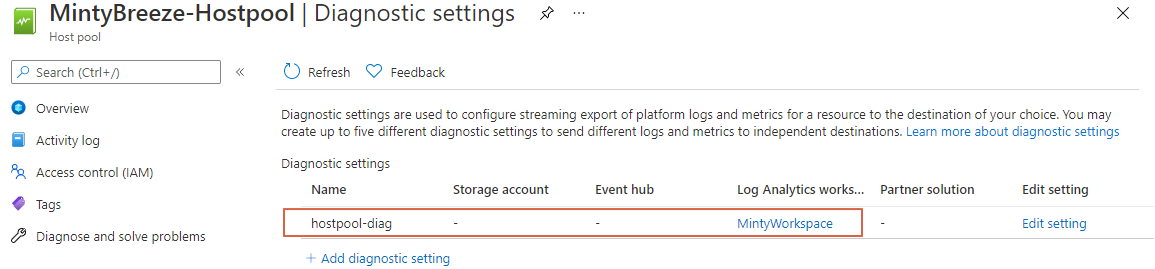 MintyBreeze-Hostpool | Diagnostic settings
Host pool
Search (Ctrl+/)
Refresh
Feedback
Overview
Activity log
Access control (IAM)
Tags
Diagnose and solve problems
Diagnostic settings are used to configure streaming export of platform logs and metrics for a resource to the destination of your choice. You may
create up to five different diagnostic settings to send different logs and metrics to independent destinations. Learn more about diagnostic settings
Diagnostic settings
Name Storage account Event hub Log Analytics works... Partner solution Edit setting
hostpool-diag - - MintyWorkspace - Edit setting
+ Add diagnostic setting